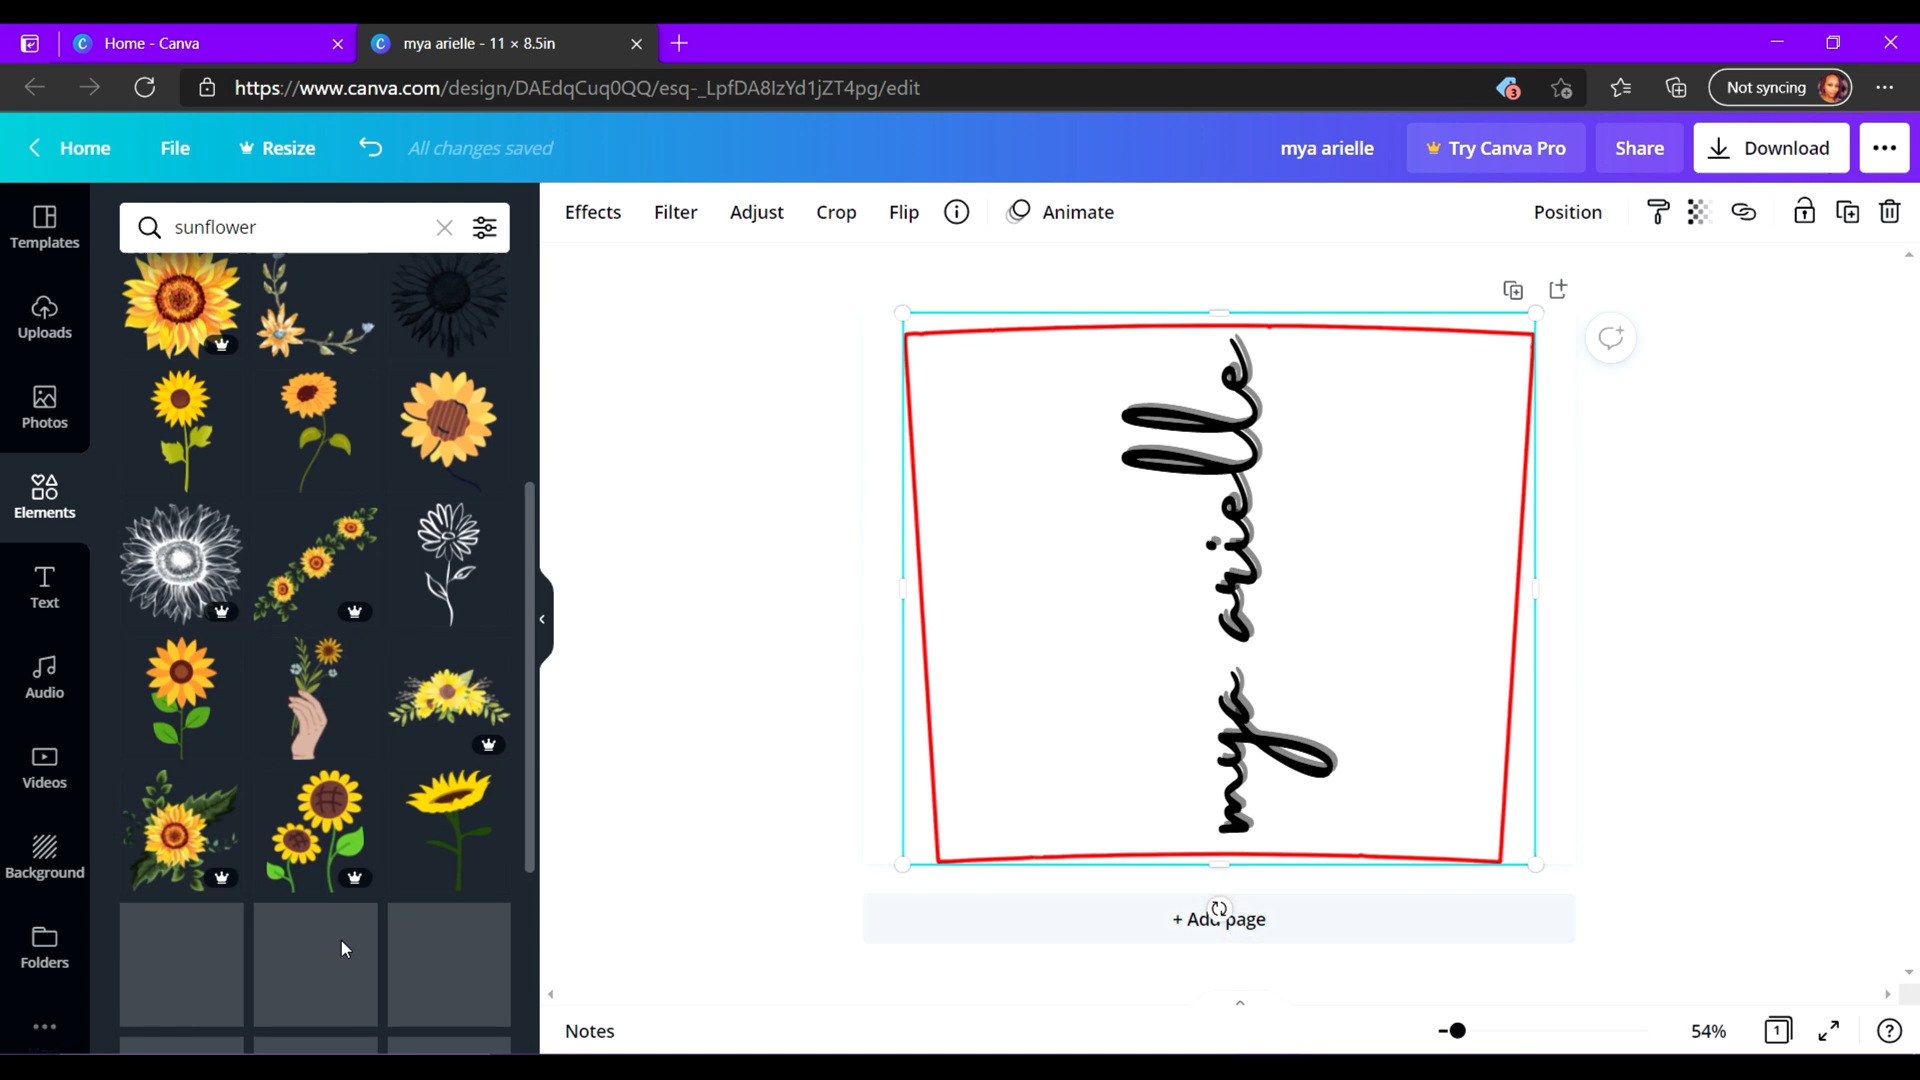 Home - Canva
mya arielle - 11 × 8.5in
https://www.canva.com/design/DAEdqCuq0QQ/esq-_LpfDA8IzYd1jZT4pg/edit
3
Not syncing
Home
File
Resize
All changes saved
mya arielle
Try Canva Pro
Share
Download
Templates
Uploads
Photos
Elements
Text
Audio
Videos
Background
Folders
sunflower
Effects
Filter
Adjust
Crop
Flip
Animate
Position
mya arielle
+ Add page
Notes
54%
1